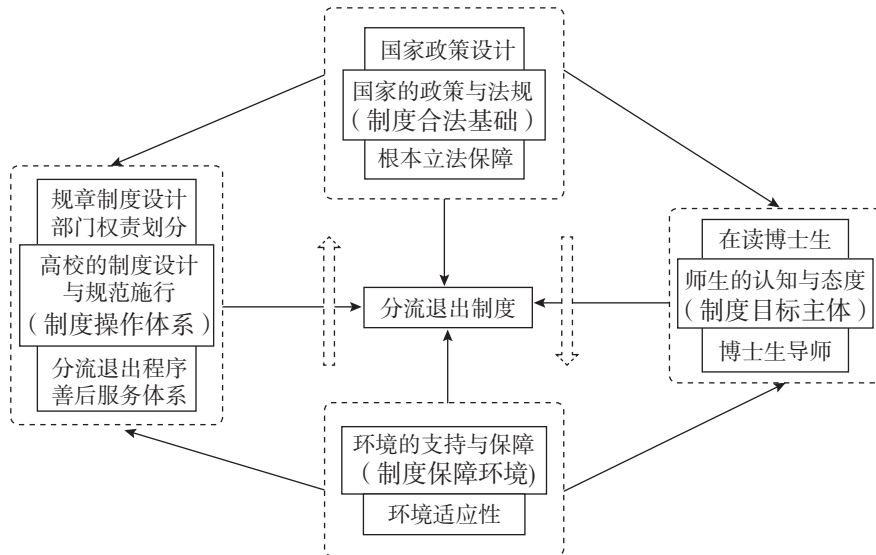 国家政策设计
国家的政策与法规
（制度合法基础）
根本立法保障
规章制度设计
部门权责划分
高校的制度设计
与规范施行
（制度操作体系）
分流退出程序
善后服务体系
分流退出制度
在读博士生
师生的认知与态度
（制度目标主体）
博士生导师
环境的支持与保障
（制度保障环境)
环境适应性